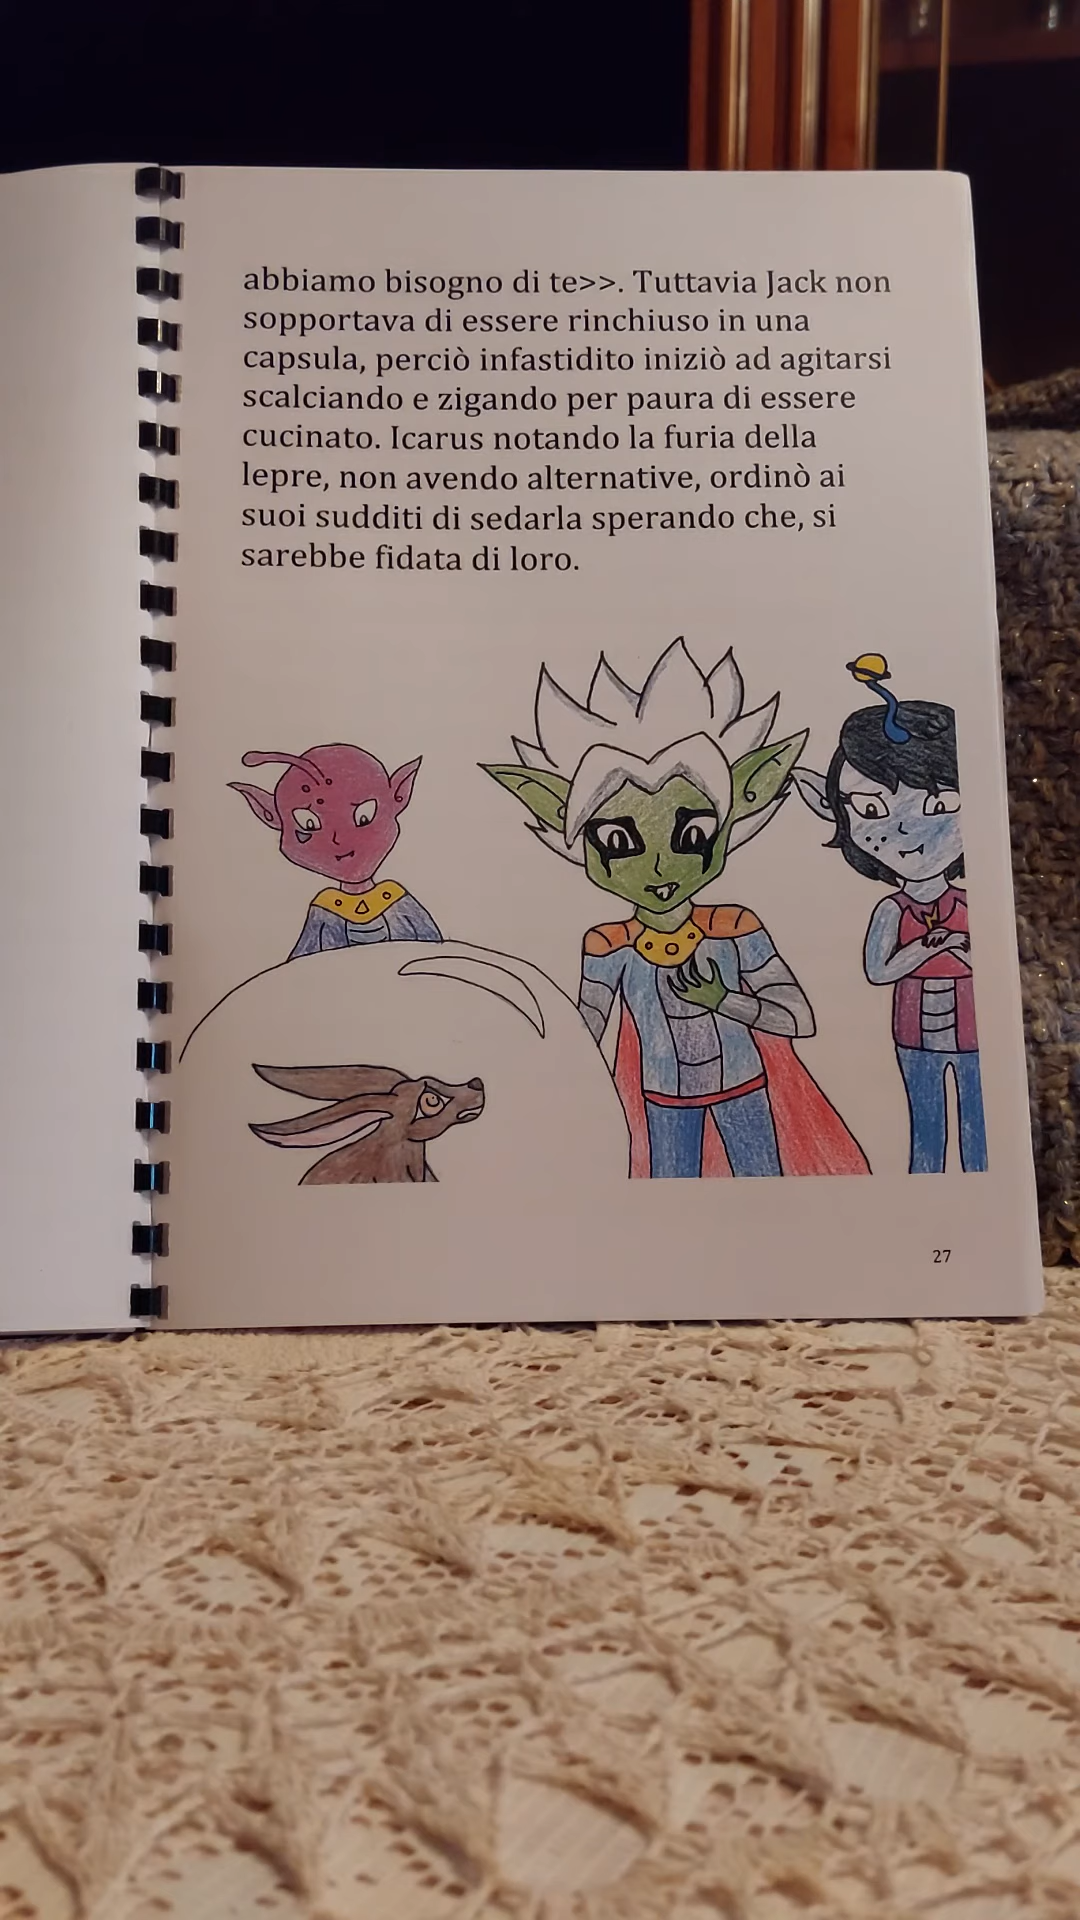 abbiamo bisogno di te>>. Tuttavia Jack non
sopportava di essere rinchiuso in una
capsula, perciò infastidito iniziò ad agitarsi
scalciando e zigando per paura di essere
cucinato. Icarus notando la furia della
lepre, non avendo alternative, ordinò ai
suoi sudditi di sedarla sperando che, si
sarebbe fidata di loro.
27